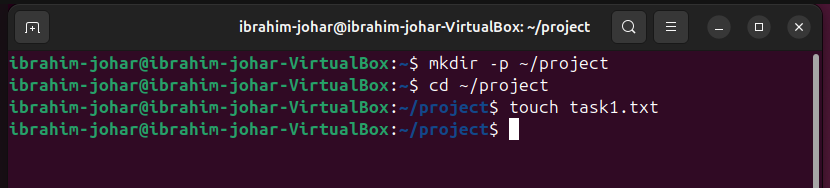 ibrahim-johar@ibrahim-johar-VirtualBox: ~/project
ibrahim-johar@ibrahim-johar-VirtualBox:~$ mkdir -p ~/project
ibrahim-johar@ibrahim-johar-VirtualBox:~$ cd ~/project
ibrahim-johar@ibrahim-johar-VirtualBox:~/project$ touch task1.txt
ibrahim-johar@ibrahim-johar-VirtualBox:~/project$